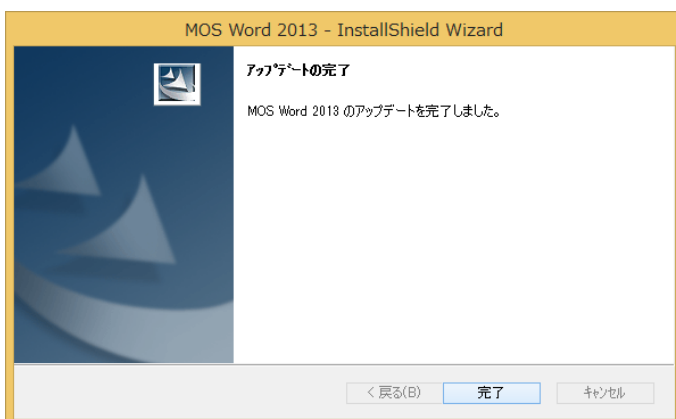 MOS Word 2013 - InstallShield Wizard
ｱｯﾌﾟﾃﾞｰﾄの完了
MOS Word 2013 のアップデートを完了しました。
< 戻る(B)
完了
ｷｬﾝｾﾙ